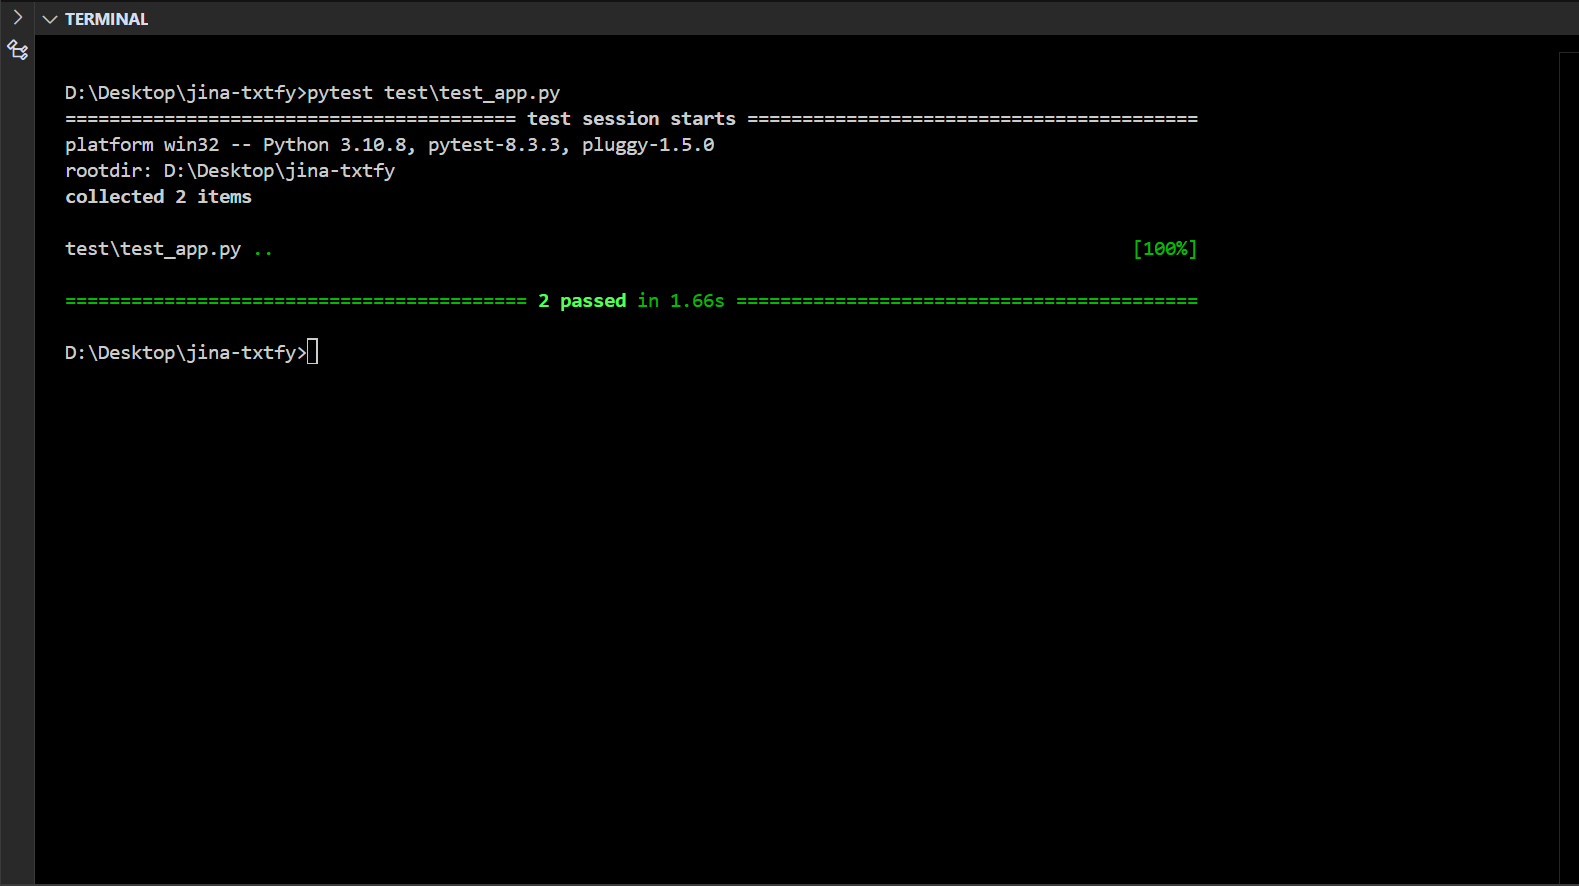 TERMINAL
D:\Desktop\jina-txtfy>pytest test\test_app.py
========================================= test session starts =========================================
platform win32 -- Python 3.10.8, pytest-8.3.3, pluggy-1.5.0
rootdir: D:\Desktop\jina-txtfy
collected 2 items
test\test_app.py .. [100%]
========================================== 2 passed in 1.66s ==========================================
D:\Desktop\jina-txtfy>